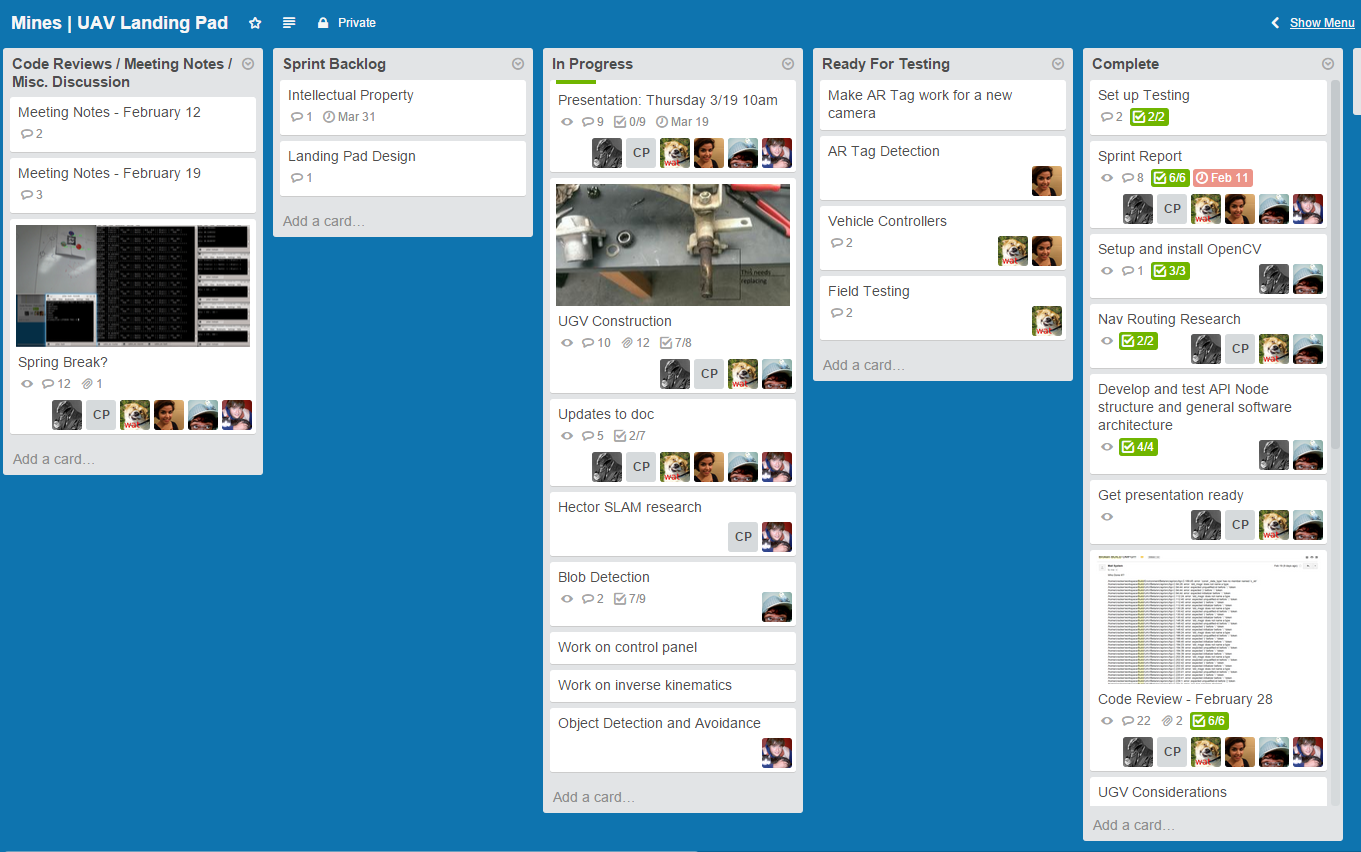 Mines | UAV Landing Pad
Private
Show Menu
Code Reviews / Meeting Notes /
Misc. Discussion
Meeting Notes - February 12
2
Meeting Notes - February 19
3
Spring Break?
12 1
CP
Add a card…
Sprint Backlog
Intellectual Property
1 Mar 31
Landing Pad Design
1
Add a card…
In Progress
Presentation: Thursday 3/19 10am
9 0/9 Mar 19
CP wat
This needs
replacing
UGV Construction
10 12 7/8
CP wat
Updates to doc
5 2/7
CP wat
Hector SLAM research
CP
Blob Detection
2 7/9
Work on control panel
Work on inverse kinematics
Object Detection and Avoidance
Add a card…
Ready For Testing
Make AR Tag work for a new
camera
AR Tag Detection
Vehicle Controllers
2
wat
Field Testing
2
wat
Add a card…
Complete
Set up Testing
2 2/2
Sprint Report
8 6/6 Feb 11
CP wat
Setup and install OpenCV
1 3/3
Nav Routing Research
2/2
CP wat
Develop and test API Node
structure and general software
architecture
4/4
Get presentation ready
CP wat
Code Review - February 28
22 2 6/6
CP wat
UGV Considerations
Add a card…